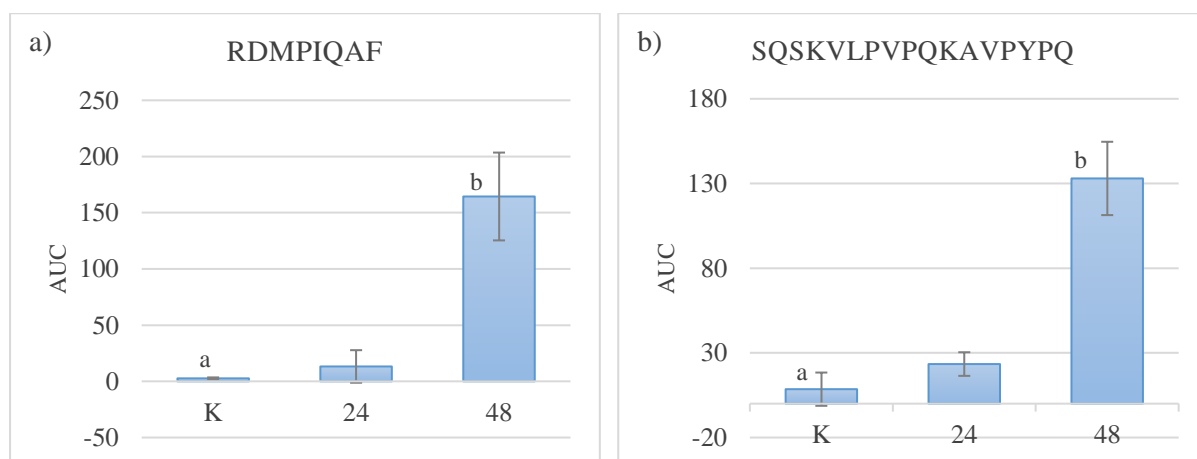 a)
RDMPIQAF
250
200
150
100
50
0
-50
AUC
a
b
K 24 48
b)
SQSKVLPVPQKAVPYPQ
180
130
80
30
-20
AUC
a
b
K 24 48